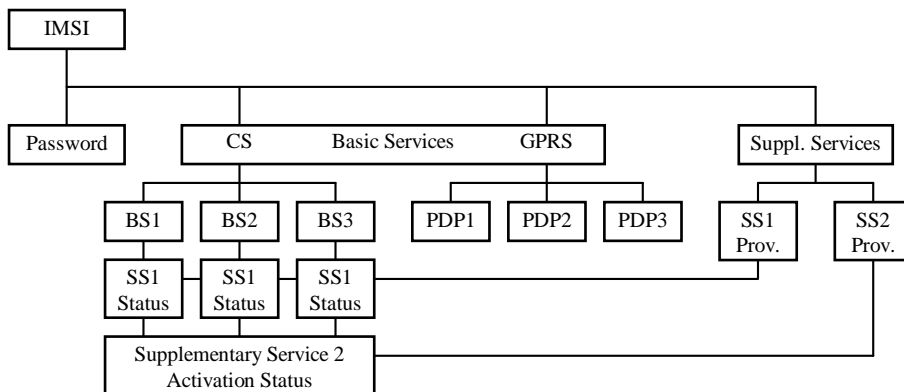 IMSI
Password
CS Basic Services GPRS
Suppl. Services
BS1
BS2
BS3
PDP1
PDP2
PDP3
SS1
Prov.
SS2
Prov.
SS1
Status
SS1
Status
SS1
Status
Supplementary Service 2
Activation Status